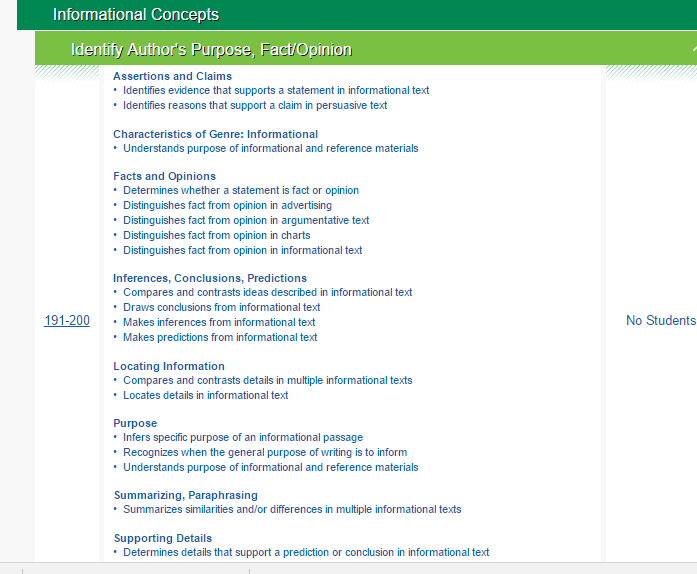 Informational Concepts
Identify Author's Purpose, Fact/Opinion
Assertions and Claims
• Identifies evidence that supports a statement in informational text
• Identifies reasons that support a claim in persuasive text
Characteristics of Genre: Informational
• Understands purpose of informational and reference materials
Facts and Opinions
• Determines whether a statement is fact or opinion
• Distinguishes fact from opinion in advertising
• Distinguishes fact from opinion in argumentative text
• Distinguishes fact from opinion in charts
• Distinguishes fact from opinion in informational text
Inferences, Conclusions, Predictions
• Compares and contrasts ideas described in informational text
• Draws conclusions from informational text
191-200
• Makes inferences from informational text
No Students
• Makes predictions from informational text
Locating Information
• Compares and contrasts details in multiple informational texts
• Locates details in informational text
Purpose
• Infers specific purpose of an informational passage
• Recognizes when the general purpose of writing is to inform
• Understands purpose of informational and reference materials
Summarizing, Paraphrasing
• Summarizes similarities and/or differences in multiple informational texts
Supporting Details
• Determines details that support a prediction or conclusion in informational text